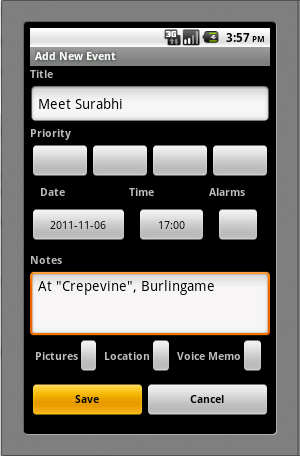 3G 3:57 PM
Add New Event
Title
Meet Surabhi
Priority
Date Time Alarms
2011-11-06 17:00
Notes
At "Crepevine", Burlingame
Pictures Location Voice Memo
Save Cancel